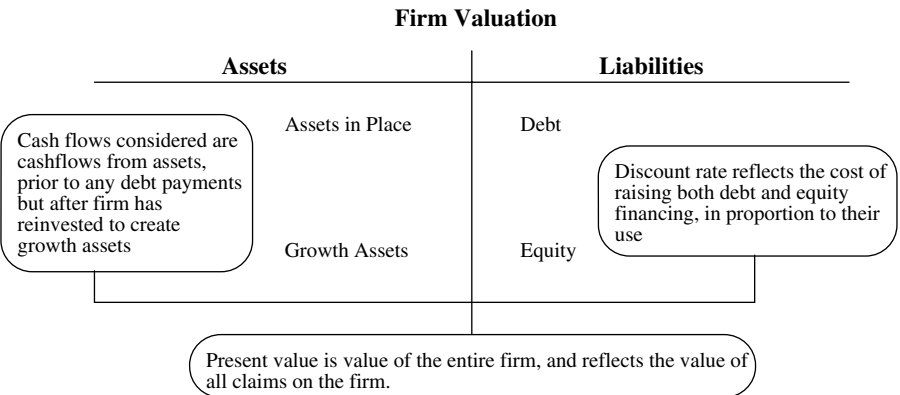 Firm Valuation
Assets
Liabilities
Assets in Place
Debt
Cash flows considered are
cashflows from assets,
prior to any debt payments
but after firm has
reinvested to create
growth assets
Discount rate reflects the cost of
raising both debt and equity
financing, in proportion to their
use
Growth Assets
Equity
Present value is value of the entire firm, and reflects the value of
all claims on the firm.